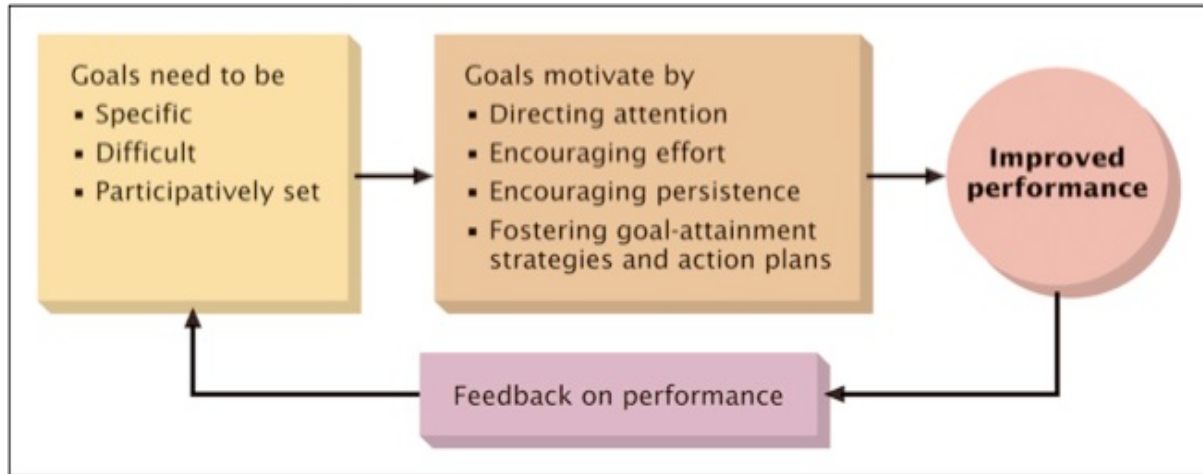 Goals need to be
▪ Specific
▪ Difficult
▪ Participatively set
Goals motivate by
▪ Directing attention
▪ Encouraging effort
▪ Encouraging persistence
▪ Fostering goal-attainment
strategies and action plans
Improved
performance
Feedback on performance